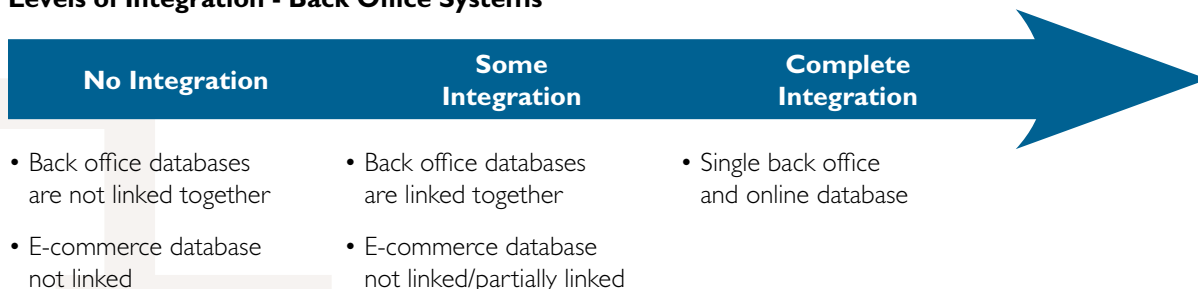 Levels of Integration - Back Office Systems
No Integration
Some
Integration
Complete
Integration
• Back office databases
are not linked together
• E-commerce database
not linked
• Back office databases
are linked together
• E-commerce database
not linked/partially linked
• Single back office
and online database